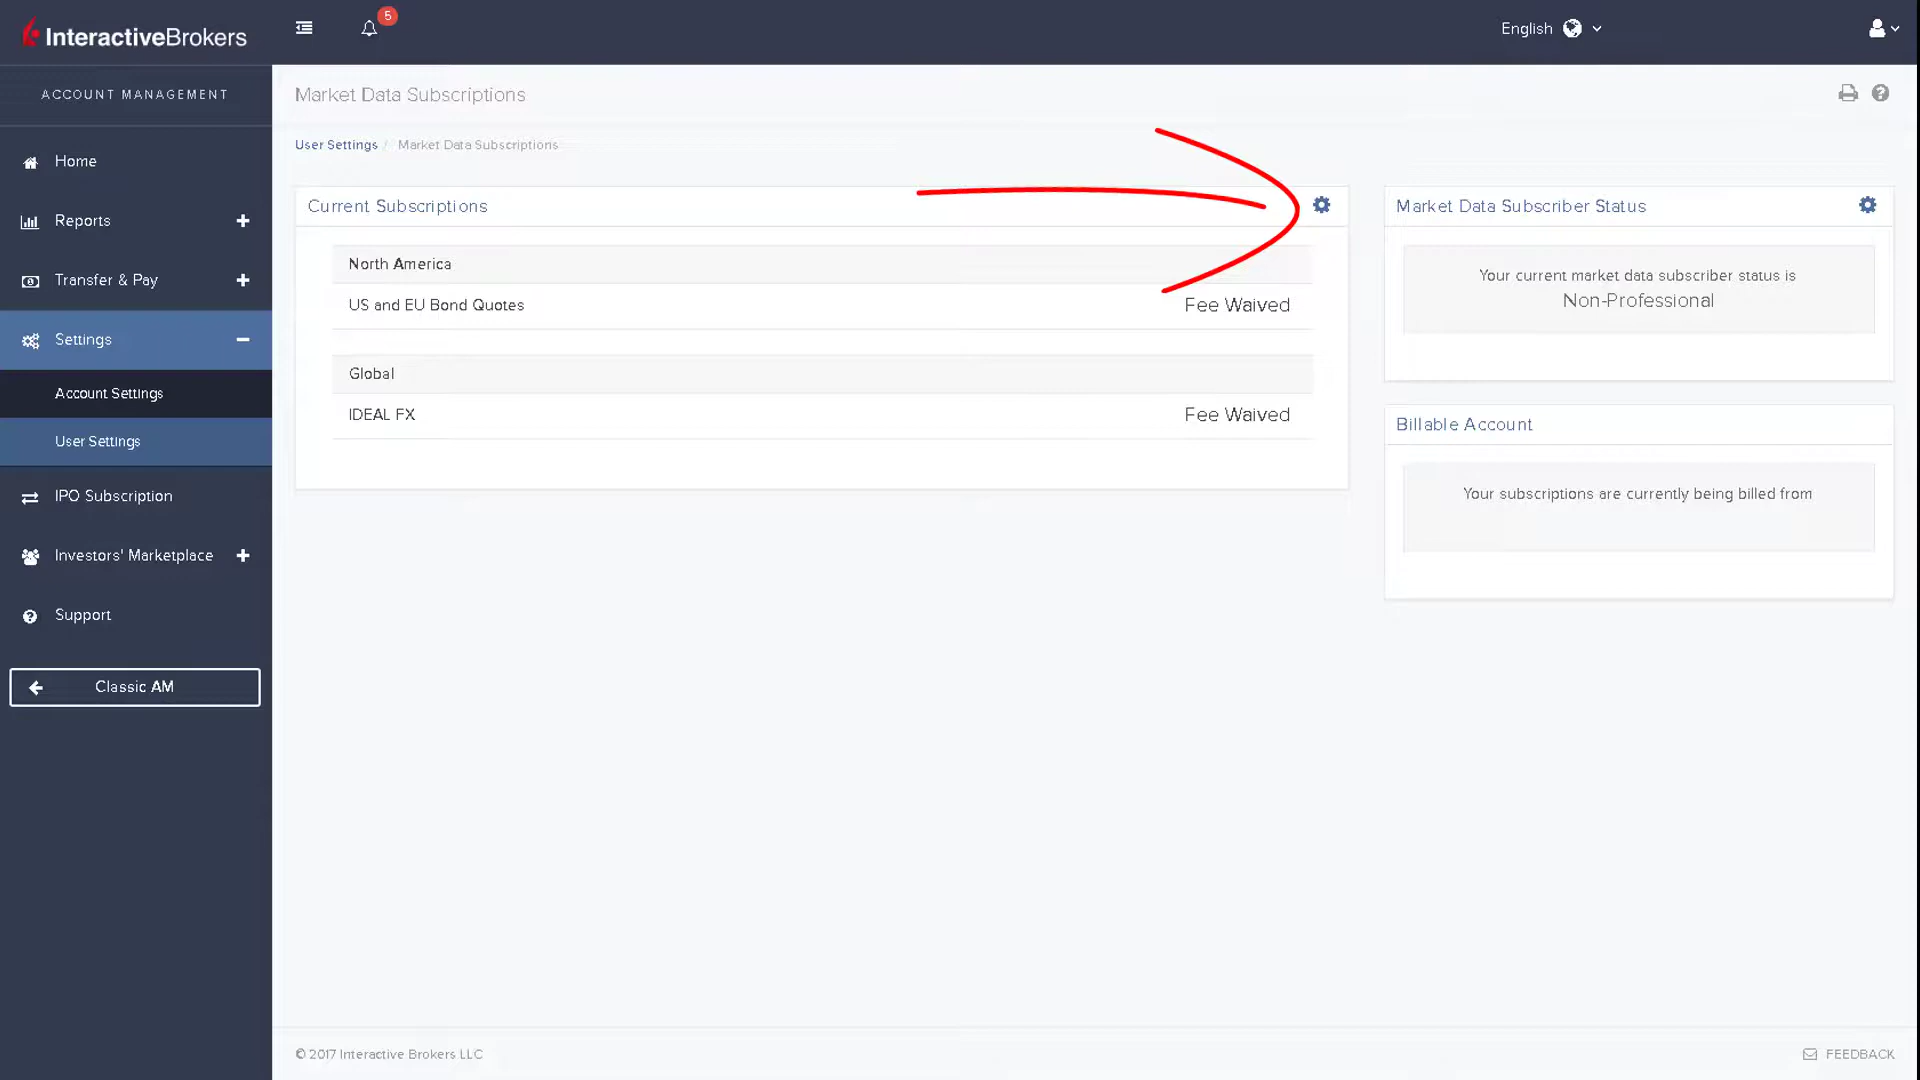 InteractiveBrokers
5
English
ACCOUNT MANAGEMENT
Home
Reports
Transfer & Pay
Settings
Account Settings
User Settings
IPO Subscription
Investors' Marketplace
Support
Classic AM
Market Data Subscriptions
User Settings / Market Data Subscriptions
Current Subscriptions
North America
US and EU Bond Quotes Fee Waived
Global
IDEAL FX Fee Waived
Market Data Subscriber Status
Your current market data subscriber status is
Non-Professional
Billable Account
Your subscriptions are currently being billed from
© 2017 Interactive Brokers LLC
FEEDBACK